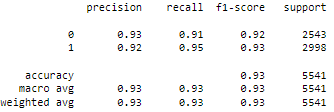 precision recall f1-score support
0 0.93 0.91 0.92 2543
1 0.92 0.95 0.93 2998
accuracy 0.93 5541
macro avg 0.93 0.93 0.93 5541
weighted avg 0.93 0.93 0.93 5541